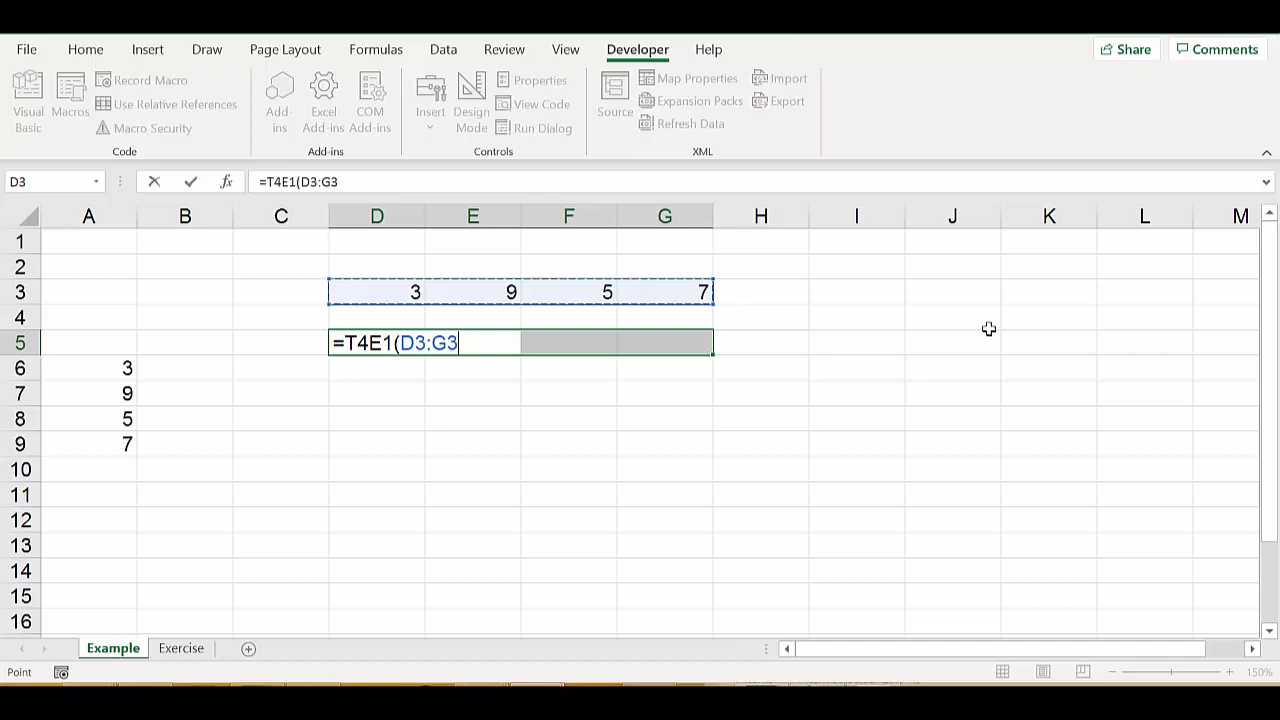 File Home Insert Draw Page Layout Formulas Data Review View Developer Help Share Comments
Visual Basic
Macros
Record Macro
Use Relative References
Macro Security
Code
Add-ins
Excel Add-ins
COM Add-ins
Add-ins
Insert
Design Mode
Properties
View Code
Run Dialog
Controls
Source
Map Properties
Expansion Packs
Refresh Data
Import
Export
XML
D3 fx =T4E1(D3:G3
A B C D E F G H I J K L M
1
2
3 3 9 5 7
4
5 =T4E1(D3:G3
6 3
7 9
8 5
9 7
10
11
12
13
14
15
16
Example Exercise
Point 150%